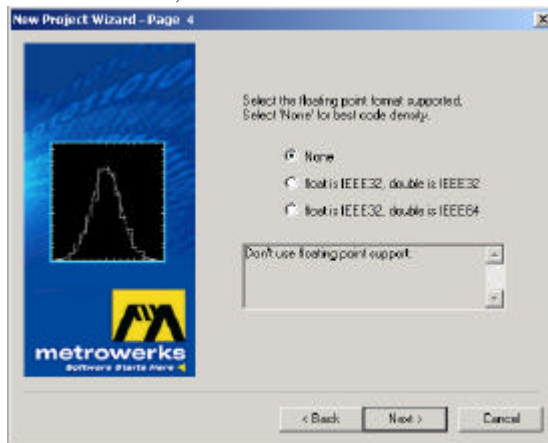 New Project Wizard - Page 4
Select the floating point format supported.
Select 'None' for best code density.
None
float is IEEE32, double is IEEE32
float is IEEE32, double is IEEE64
Don't use floating point support.
metrowerks
Software Starts Here
< Back
Next >
Cancel